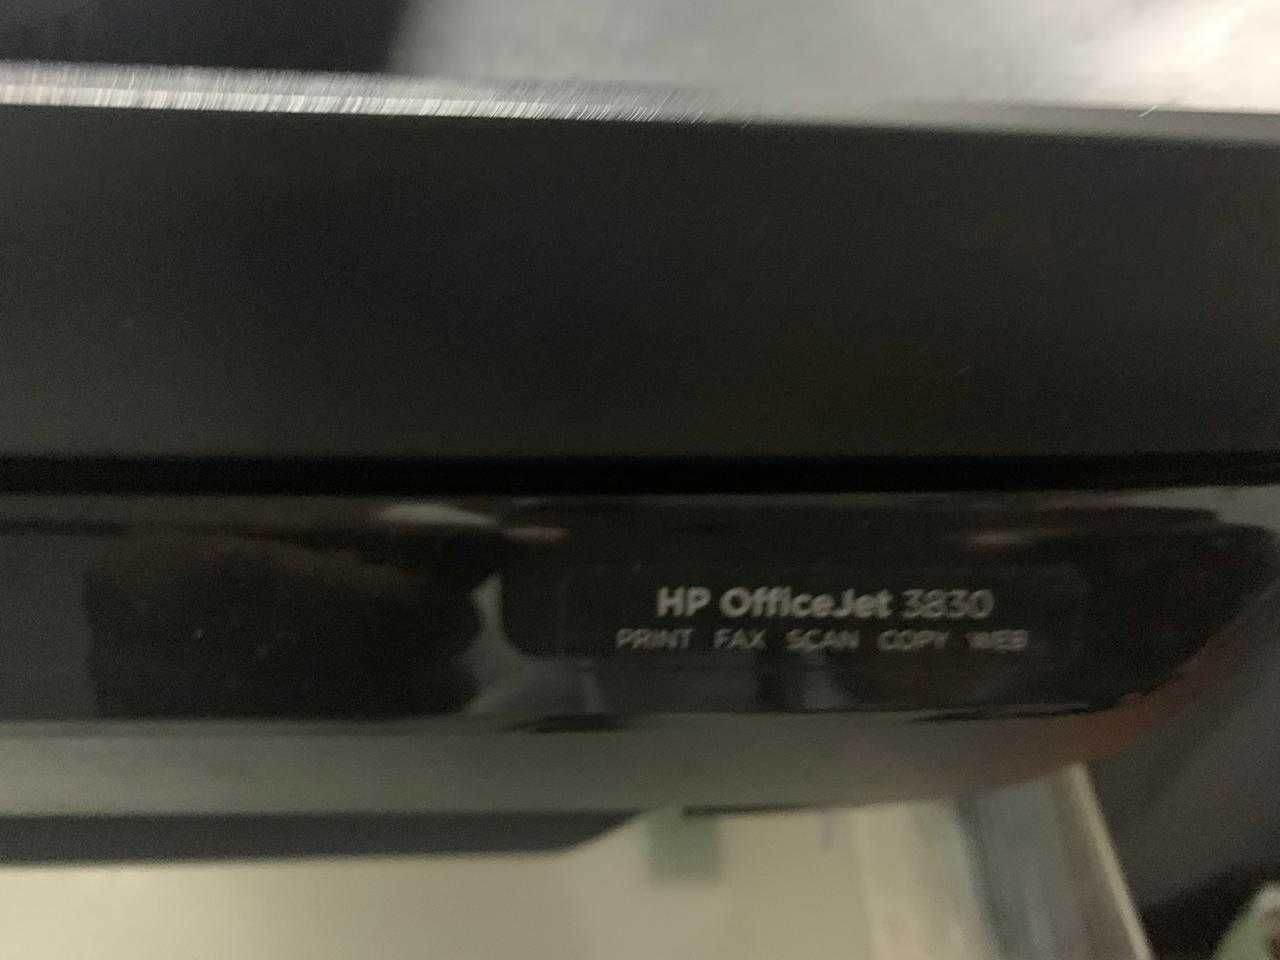 HP OfficeJet 3830
PRINT FAX SCAN COPY WEB